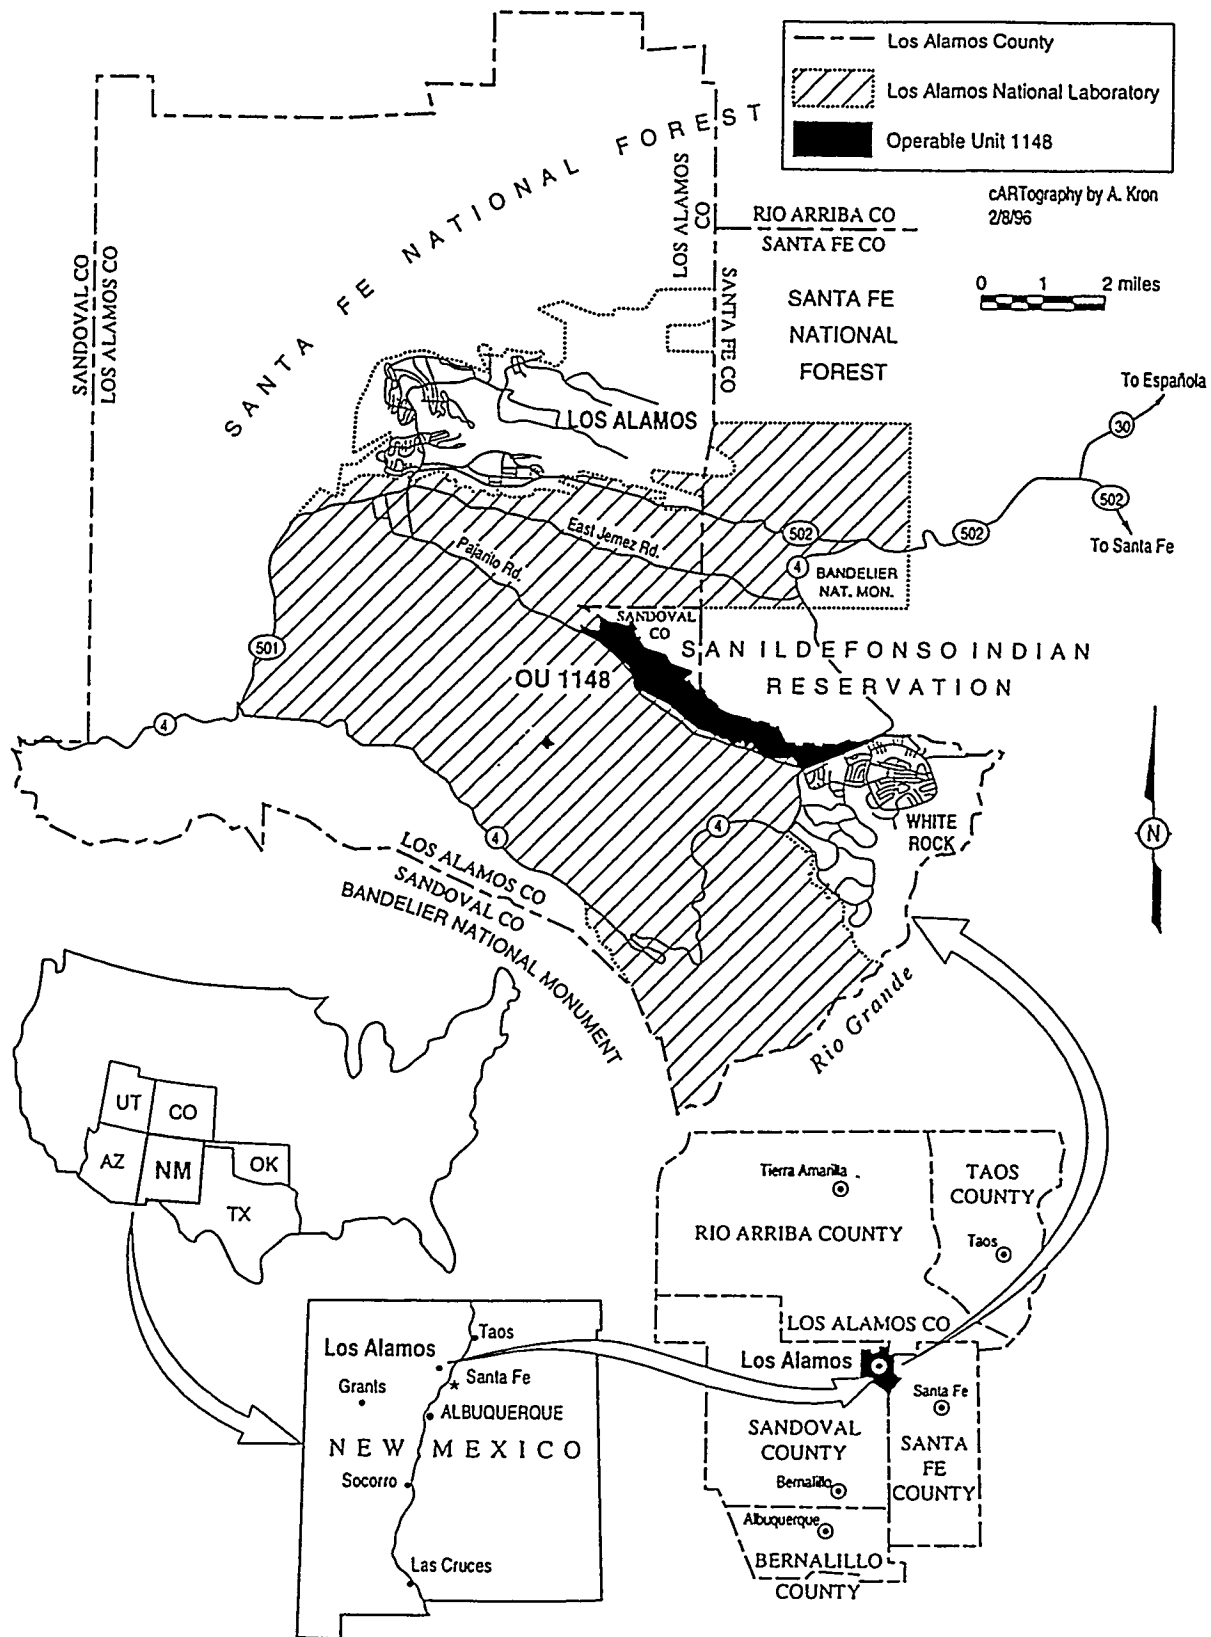 Los Alamos County
Los Alamos National Laboratory
Operable Unit 1148
cARTography by A. Kron
2/8/96
0 1 2 miles
N
SANTA FE NATIONAL FOREST
SANDOVAL CO
LOS ALAMOS CO
LOS ALAMOS
CO
SANTA FE CO
RIO ARRIBA CO
SANTA FE CO
SANTA FE
NATIONAL
FOREST
To Española
30
502
To Santa Fe
502
502
4
LOS ALAMOS
East Jemez Rd.
Pajarito Rd.
BANDELIER
NAT. MON.
SANDOVAL
CO
SAN ILDEFONSO INDIAN
RESERVATION
501
OU 1148
4
4
4
WHITE
ROCK
LOS ALAMOS CO
SANDOVAL CO
BANDELIER NATIONAL MONUMENT
Rio Grande
UT
CO
AZ
NM
OK
TX
Taos
Los Alamos
Santa Fe
Grants
ALBUQUERQUE
NEW MEXICO
Socorro
Las Cruces
Tierra Amarilla
TAOS
COUNTY
RIO ARRIBA COUNTY
Taos
LOS ALAMOS CO
Los Alamos
Santa Fe
SANDOVAL
COUNTY
SANTA
FE
COUNTY
Bernalillo
Albuquerque
BERNALILLO
COUNTY